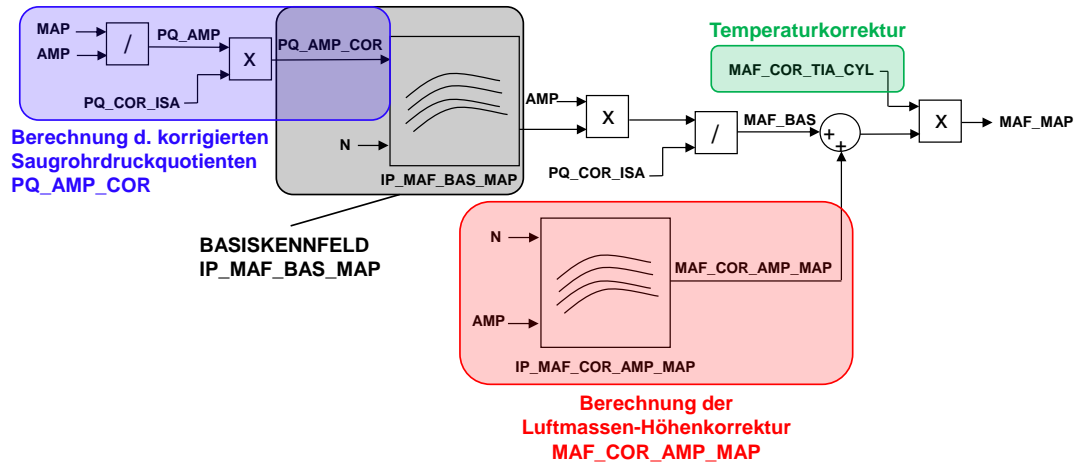 MAP
AMP
/
PQ_AMP
X
PQ_COR_ISA
PQ_AMP_COR
Berechnung d. korrigierten
Saugrohrdruckquotienten
PQ_AMP_COR
N
IP_MAF_BAS_MAP
BASISKENNFELD
IP_MAF_BAS_MAP
AMP
X
PQ_COR_ISA
/
MAF_BAS
+
+
Temperaturkorrektur
MAF_COR_TIA_CYL
X
MAF_MAP
N
AMP
MAF_COR_AMP_MAP
IP_MAF_COR_AMP_MAP
Berechnung der
Luftmassen-Höhenkorrektur
MAF_COR_AMP_MAP